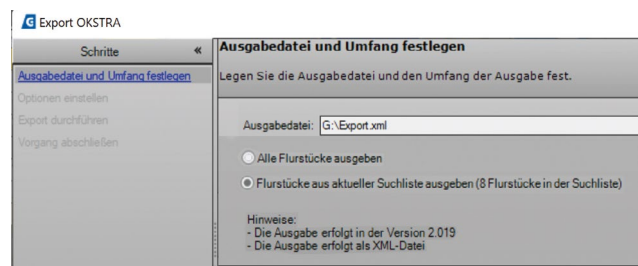 Export OKSTRA
Schritte «
Ausgabedatei und Umfang festlegen
Optionen einstellen
Export durchführen
Vorgang abschließen
Ausgabedatei und Umfang festlegen
Legen Sie die Ausgabedatei und den Umfang der Ausgabe fest.
Ausgabedatei: G:\Export.xml
Alle Flurstücke ausgeben
Flurstücke aus aktueller Suchliste ausgeben (8 Flurstücke in der Suchliste)
Hinweise:
- Die Ausgabe erfolgt in der Version 2.019
- Die Ausgabe erfolgt als XML-Datei